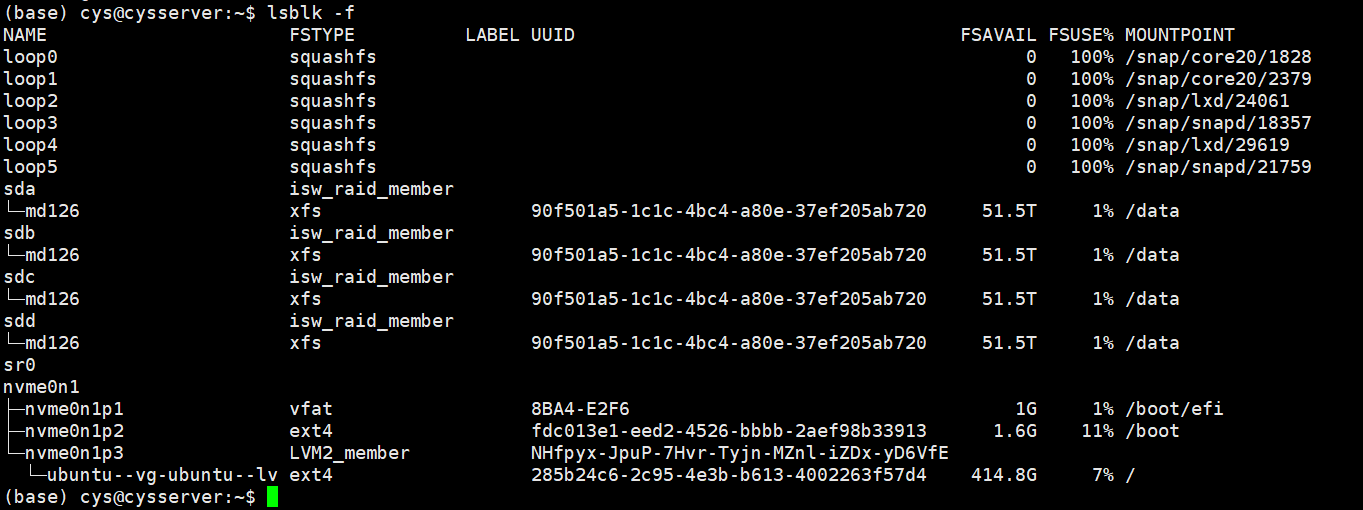 (base) cys@cysserver:~$ lsblk -f
NAME                      FSTYPE          LABEL UUID                                   FSAVAIL FSUSE% MOUNTPOINT
loop0                     squashfs                                                           0   100% /snap/core20/1828
loop1                     squashfs                                                           0   100% /snap/core20/2379
loop2                     squashfs                                                           0   100% /snap/lxd/24061
loop3                     squashfs                                                           0   100% /snap/snapd/18357
loop4                     squashfs                                                           0   100% /snap/lxd/29619
loop5                     squashfs                                                           0   100% /snap/snapd/21759
sda                       isw_raid_member
└─md126                   xfs                   90f501a5-1c1c-4bc4-a80e-37ef205ab720     51.5T     1% /data
sdb                       isw_raid_member
└─md126                   xfs                   90f501a5-1c1c-4bc4-a80e-37ef205ab720     51.5T     1% /data
sdc                       isw_raid_member
└─md126                   xfs                   90f501a5-1c1c-4bc4-a80e-37ef205ab720     51.5T     1% /data
sdd                       isw_raid_member
└─md126                   xfs                   90f501a5-1c1c-4bc4-a80e-37ef205ab720     51.5T     1% /data
sr0
nvme0n1
├─nvme0n1p1               vfat                  8BA4-E2F6                                   1G     1% /boot/efi
├─nvme0n1p2               ext4                  fdc013e1-eed2-4526-bbbb-2aef98b33913      1.6G    11% /boot
└─nvme0n1p3               LVM2_member           NHfpyx-JpuP-7Hvr-Tyjn-MZnl-iZDx-yD6VfE
  └─ubuntu--vg-ubuntu--lv ext4                  285b24c6-2c95-4e3b-b613-4002263f57d4    414.8G     7% /
(base) cys@cysserver:~$